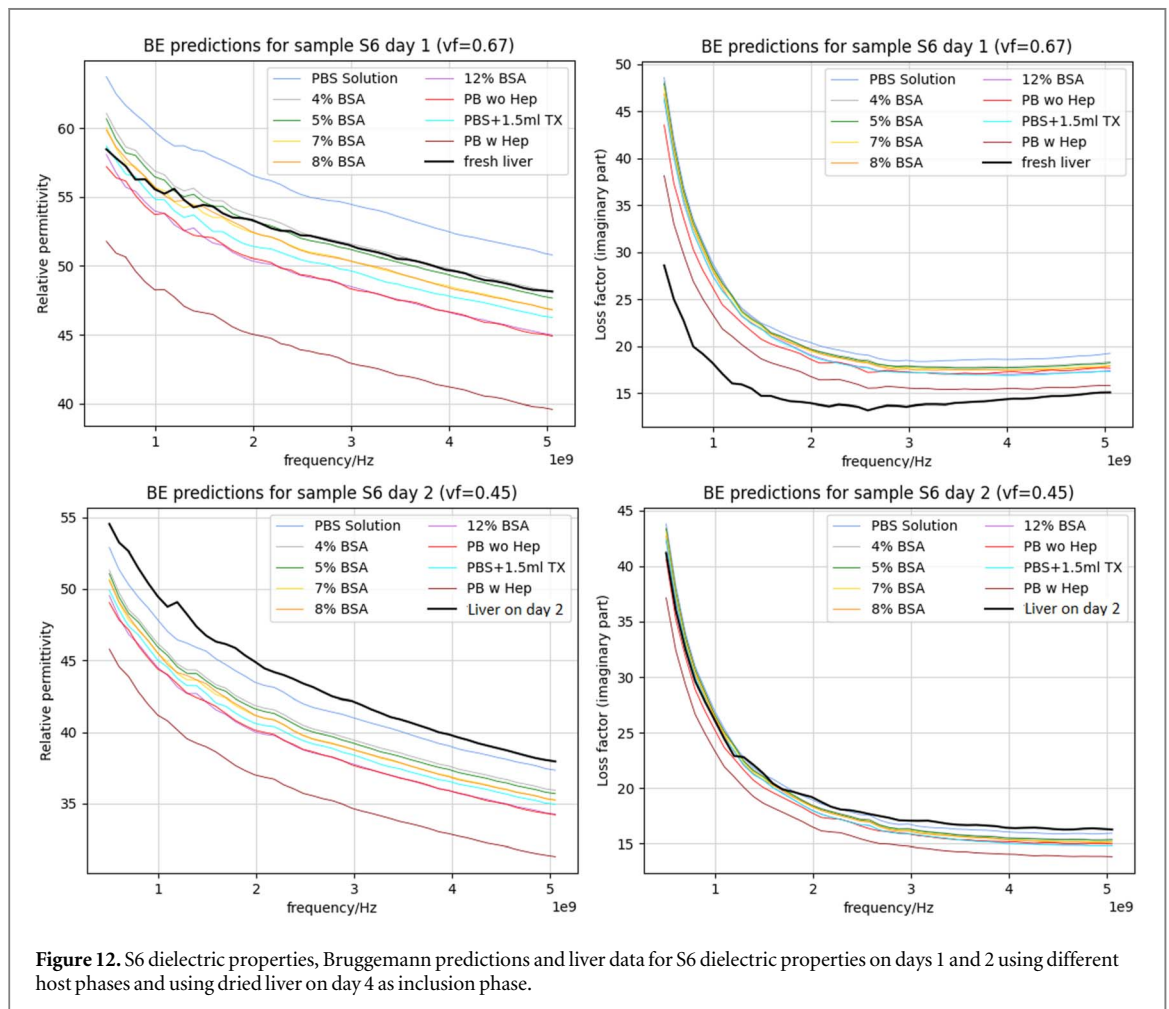 BE predictions for sample S6 day 1 (vf=0.67)
PBS Solution
4% BSA
5% BSA
7% BSA
8% BSA
12% BSA
PB wo Hep
PBS+1.5ml TX
PB w Hep
fresh liver
Relative permittivity
60
55
50
45
40
1 2 3 4 5
1e9
frequency/Hz
BE predictions for sample S6 day 1 (vf=0.67)
PBS Solution
4% BSA
5% BSA
7% BSA
8% BSA
12% BSA
PB wo Hep
PBS+1.5ml TX
PB w Hep
fresh liver
Loss factor (imaginary part)
50
45
40
35
30
25
20
15
1 2 3 4 5
1e9
frequency/Hz
BE predictions for sample S6 day 2 (vf=0.45)
PBS Solution
4% BSA
5% BSA
7% BSA
8% BSA
12% BSA
PB wo Hep
PBS+1.5ml TX
PB w Hep
Liver on day 2
Relative permittivity
55
50
45
40
35
1 2 3 4 5
1e9
frequency/Hz
BE predictions for sample S6 day 2 (vf=0.45)
PBS Solution
4% BSA
5% BSA
7% BSA
8% BSA
12% BSA
PB wo Hep
PBS+1.5ml TX
PB w Hep
Liver on day 2
Loss factor (imaginary part)
45
40
35
30
25
20
15
1 2 3 4 5
1e9
frequency/Hz
Figure 12. S6 dielectric properties, Bruggemann predictions and liver data for S6 dielectric properties on days 1 and 2 using different
host phases and using dried liver on day 4 as inclusion phase.